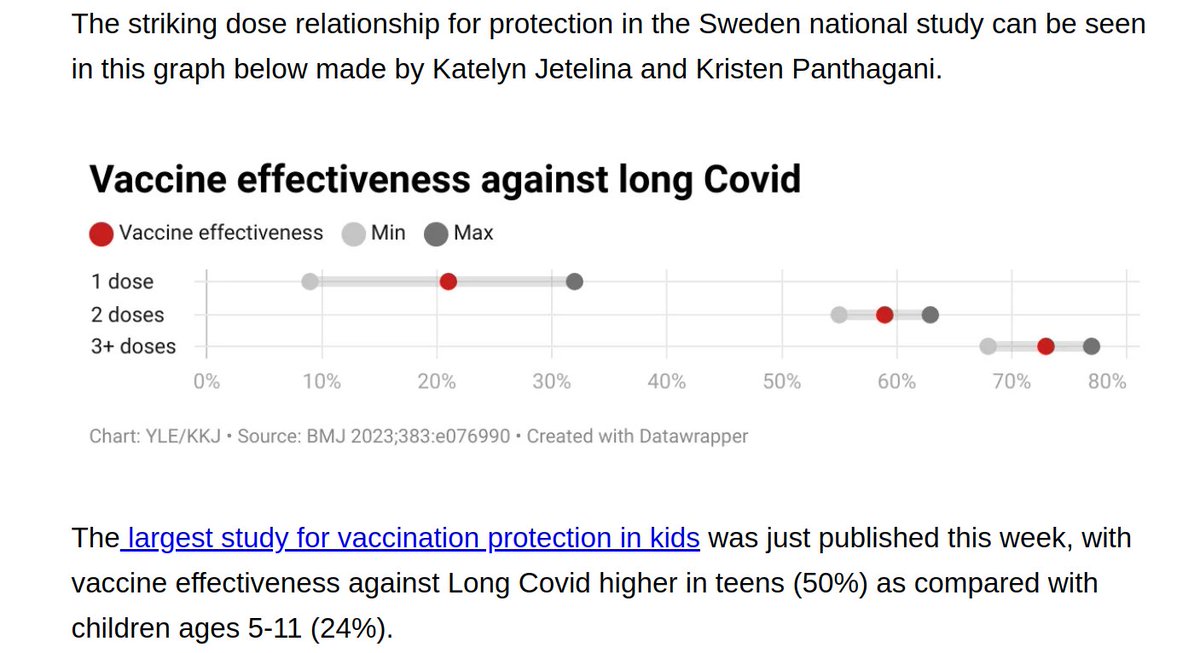 The striking dose relationship for protection in the Sweden national study can be seen
in this graph below made by Katelyn Jetelina and Kristen Panthagani.
Vaccine effectiveness against long Covid
Vaccine effectiveness Min Max
1 dose
2 doses
3+ doses
0% 10% 20% 30% 40% 50% 60% 70% 80%
Chart: YLE/KKJ • Source: BMJ 2023;383:e076990 • Created with Datawrapper
The largest study for vaccination protection in kids was just published this week, with
vaccine effectiveness against Long Covid higher in teens (50%) as compared with
children ages 5-11 (24%).